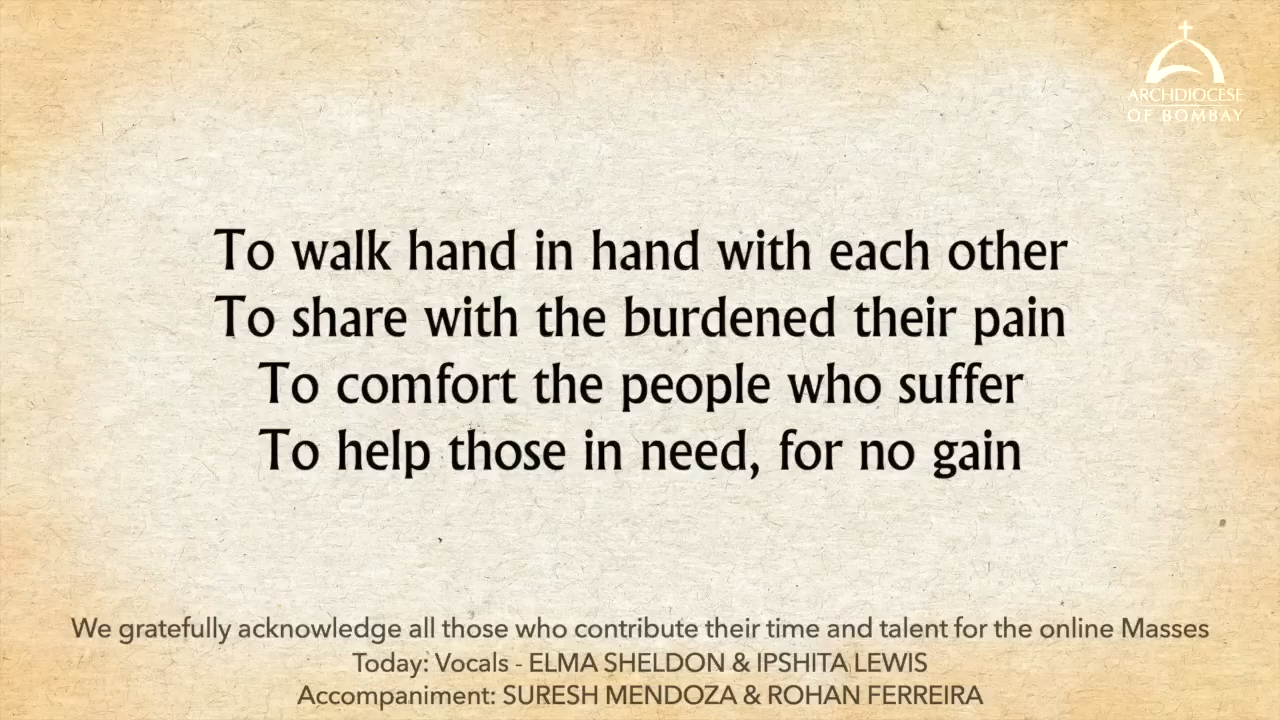 ARCHDIOCESE
OF BOMBAY
To walk hand in hand with each other
To share with the burdened their pain
To comfort the people who suffer
To help those in need, for no gain
We gratefully acknowledge all those who contribute their time and talent for the online Masses
Today: Vocals - ELMA SHELDON & IPSHITA LEWIS
Accompaniment: SURESH MENDOZA & ROHAN FERREIRA